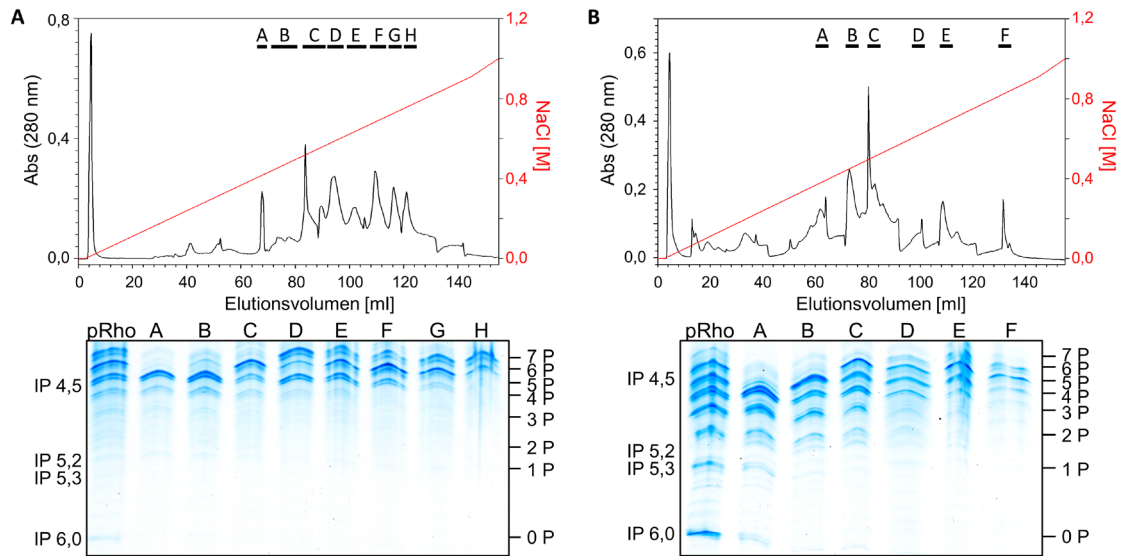 A
0,8
0,4
0,0
Abs (280 nm)
A B C D E F G H
1,2
0,8
0,4
0,0
NaCl [M]
0 20 40 60 80 100 120 140
Elutionsvolumen [ml]
pRho A B C D E F G H
IP 4,5
IP 5,2
IP 5,3
IP 6,0
7 P
6 P
5 P
4 P
3 P
2 P
1 P
0 P
B
0,6
0,4
0,2
0,0
Abs (280 nm)
A B C D E F
1,2
0,8
0,4
0,0
NaCl [M]
0 20 40 60 80 100 120 140
Elutionsvolumen [ml]
pRho A B C D E F
IP 4,5
IP 5,2
IP 5,3
IP 6,0
7 P
6 P
5 P
4 P
3 P
2 P
1 P
0 P